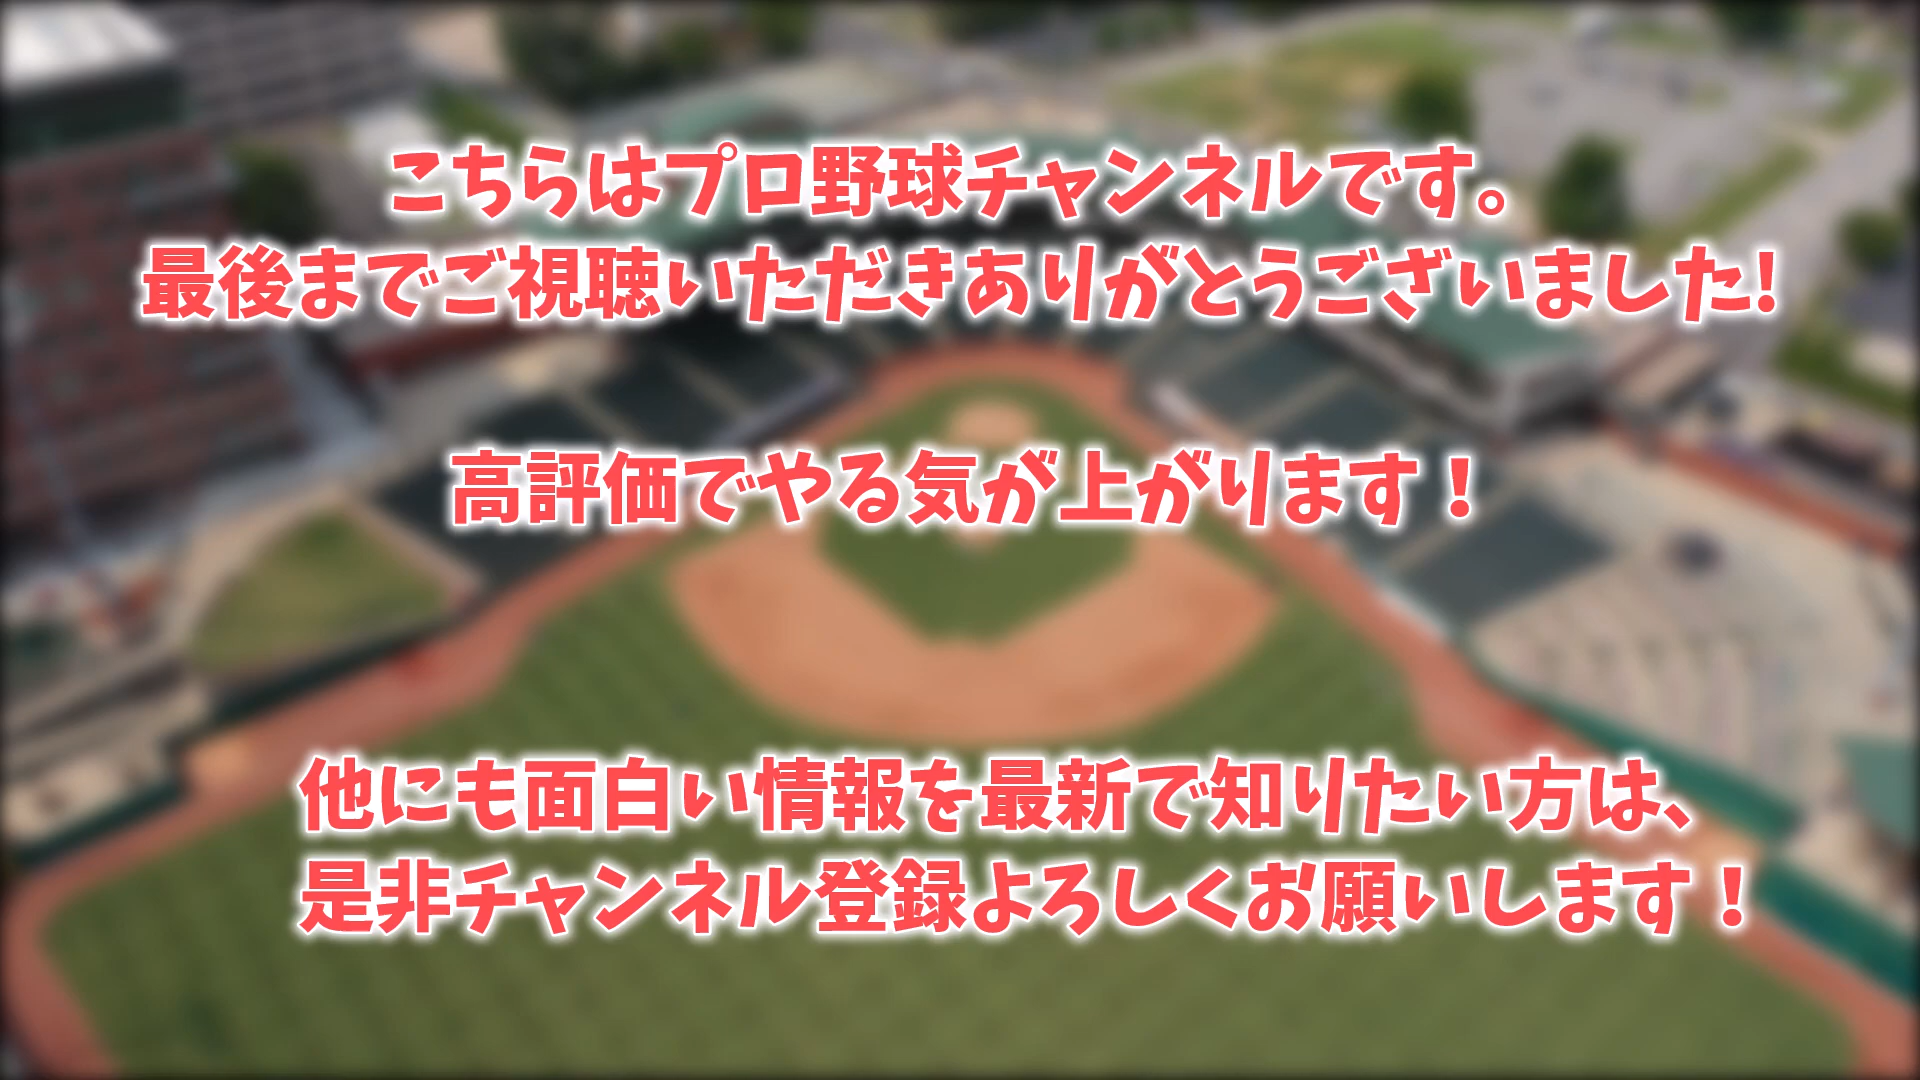 こちらはプロ野球チャンネルです。
最後までご視聴いただきありがとうございました!
高評価でやる気が上がります！
他にも面白い情報を最新で知りたい方は、
是非チャンネル登録よろしくお願いします！